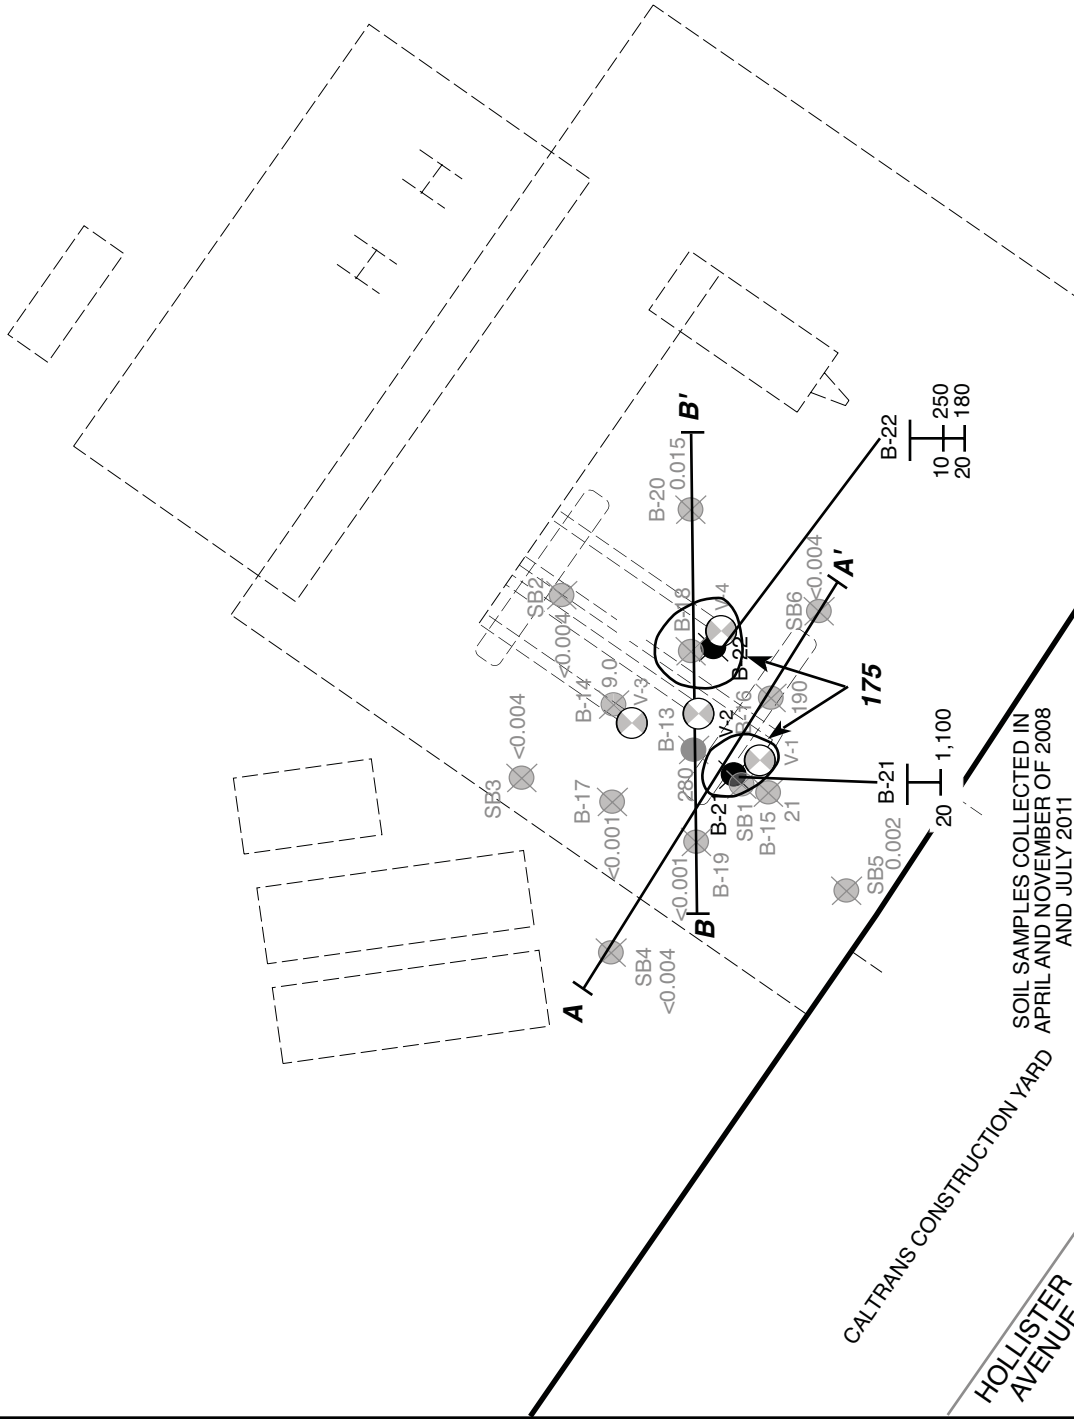 SB2
<0.004
B-20
0.015
B'
B-14
9.0
V-3
B-18
V-4
B-22
SB3
<0.004
B-17
<0.001
B-13
280
V-2
B-16
190
V-1
SB6
<0.004
A'
175
B-21
SB1
B-15
21
<0.001
B-19
B
SB4
<0.004
A
SB5
0.002
B-22
10 250
20 180
B-21
20 1,100
SOIL SAMPLES COLLECTED IN
APRIL AND NOVEMBER OF 2008
AND JULY 2011
CALTRANS CONSTRUCTION YARD
HOLLISTER
AVENUE